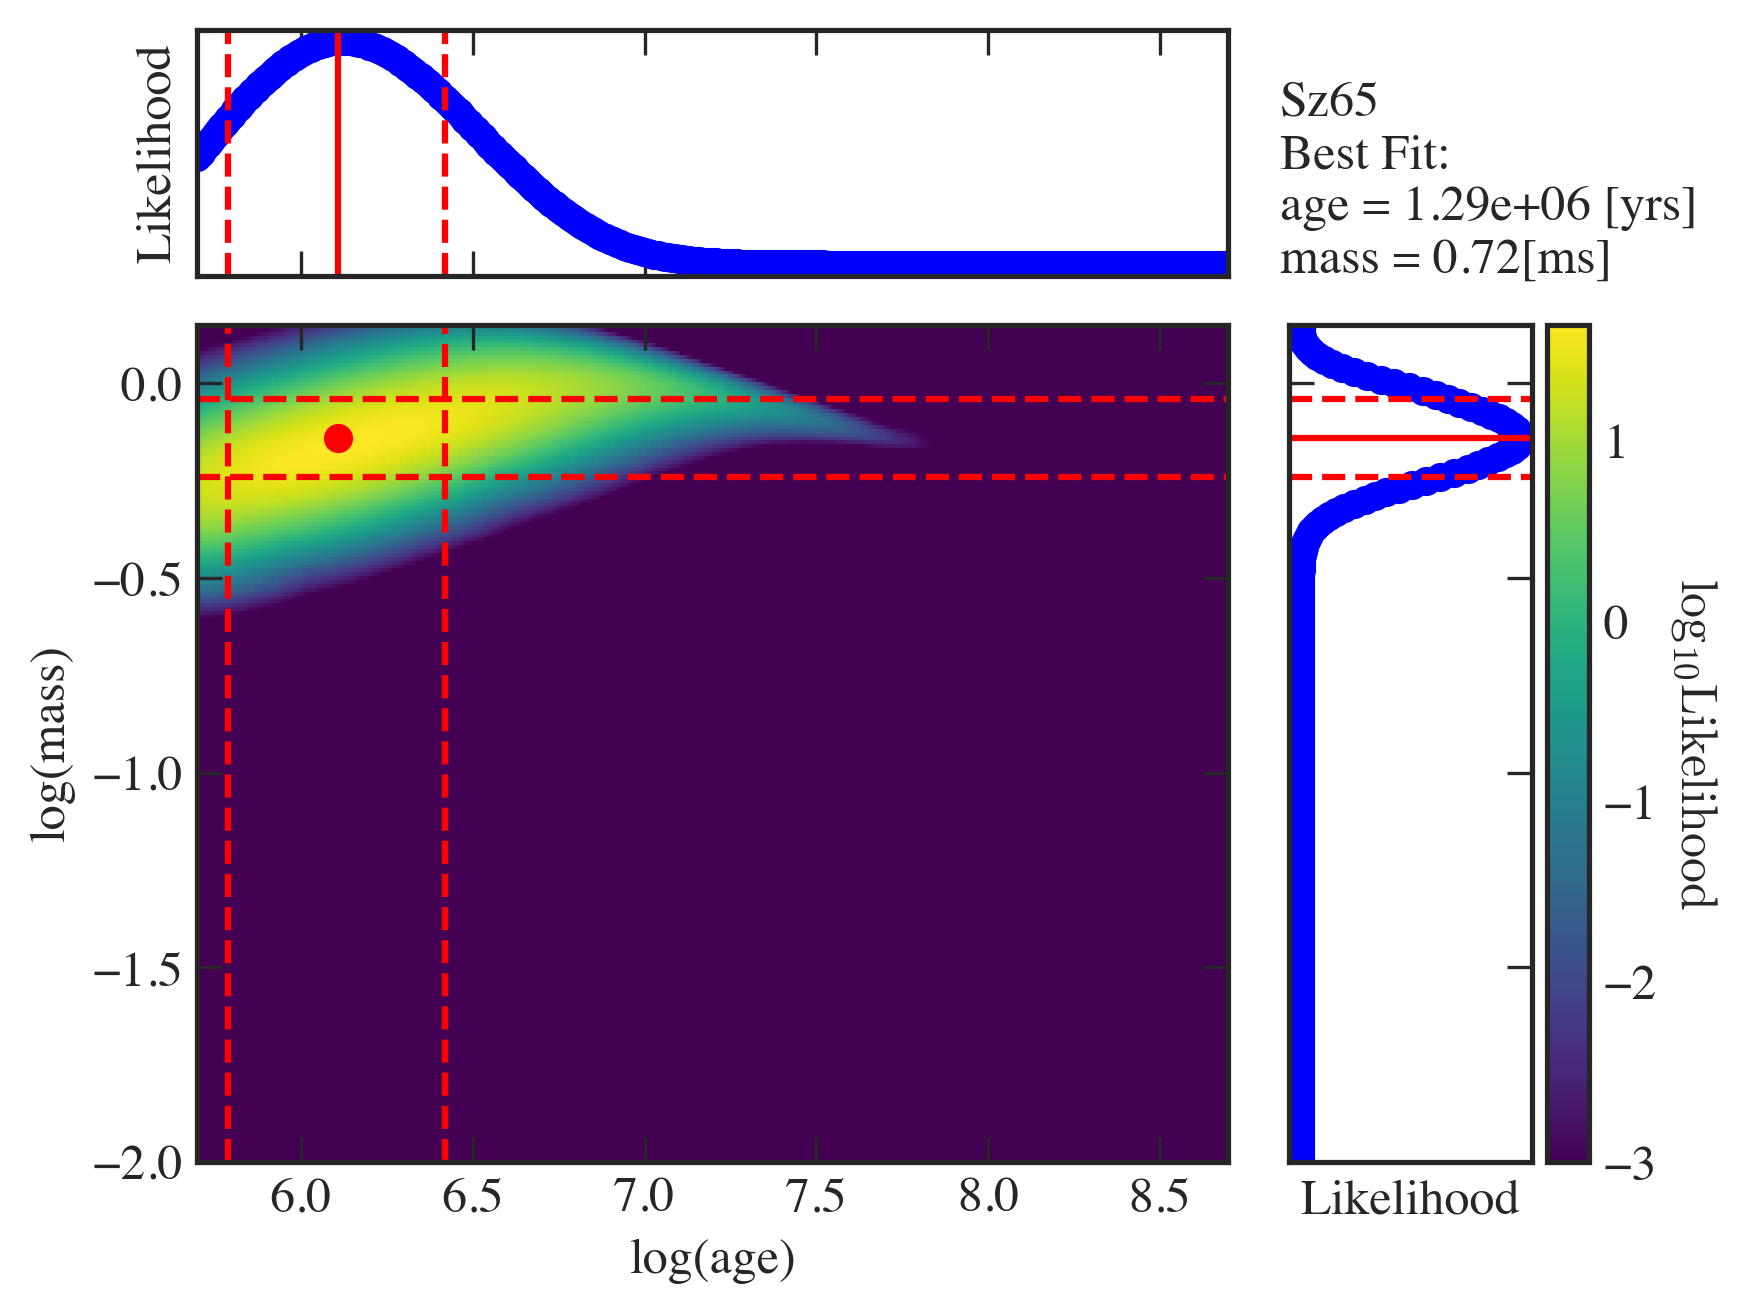 Likelihood
Sz65
Best Fit:
age = 1.29e+06 [yrs]
mass = 0.72[ms]
0.0
−0.5
−1.0
−1.5
−2.0
log(mass)
6.0 6.5 7.0 7.5 8.0 8.5
log(age)
Likelihood
1
0
−1
−2
−3
log₁₀Likelihood